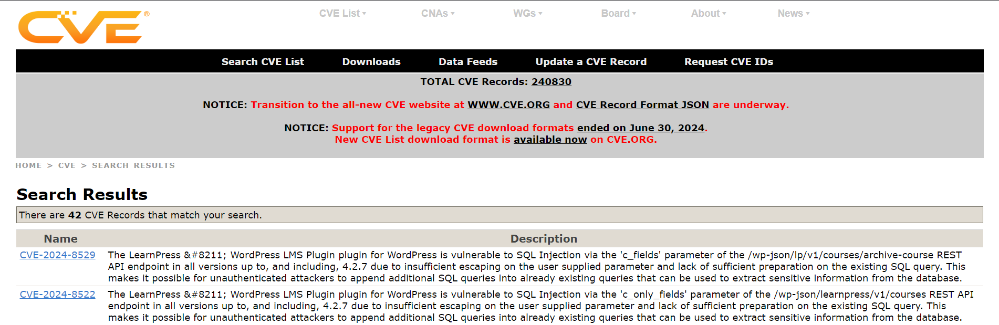 CVE®
CVE List CNAs WGs Board About News
Search CVE List Downloads Data Feeds Update a CVE Record Request CVE IDs
TOTAL CVE Records: 240830
NOTICE: Transition to the all-new CVE website at WWW.CVE.ORG and CVE Record Format JSON are underway.
NOTICE: Support for the legacy CVE download formats ended on June 30, 2024.
New CVE List download format is available now on CVE.ORG.
HOME > CVE > SEARCH RESULTS
Search Results
There are 42 CVE Records that match your search.
Name Description
CVE-2024-8529 The LearnPress &#8211; WordPress LMS Plugin plugin for WordPress is vulnerable to SQL Injection via the 'c_fields' parameter of the /wp-json/lp/v1/courses/archive-course REST
API endpoint in all versions up to, and including, 4.2.7 due to insufficient escaping on the user supplied parameter and lack of sufficient preparation on the existing SQL query. This
makes it possible for unauthenticated attackers to append additional SQL queries into already existing queries that can be used to extract sensitive information from the database.
CVE-2024-8522 The LearnPress &#8211; WordPress LMS Plugin plugin for WordPress is vulnerable to SQL Injection via the 'c_only_fields' parameter of the /wp-json/learnpress/v1/courses REST API
endpoint in all versions up to, and including, 4.2.7 due to insufficient escaping on the user supplied parameter and lack of sufficient preparation on the existing SQL query. This
makes it possible for unauthenticated attackers to append additional SQL queries into already existing queries that can be used to extract sensitive information from the database.